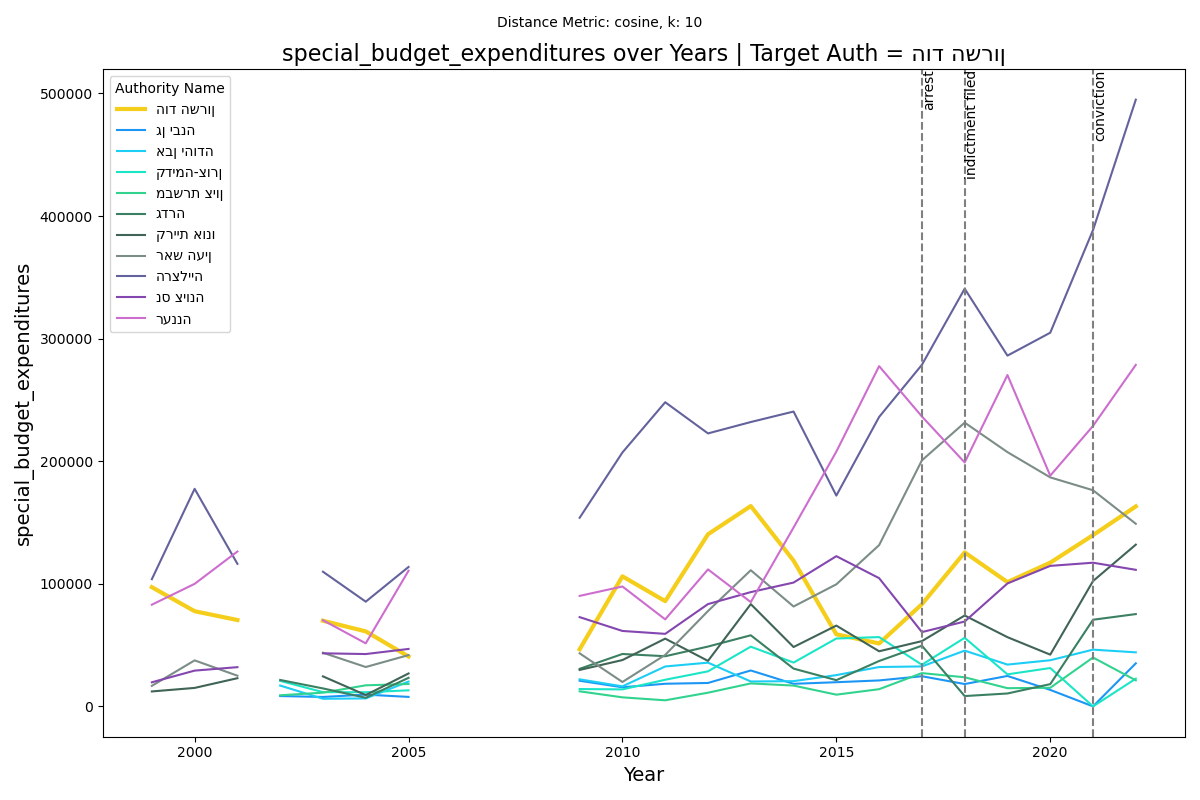 Distance Metric: cosine, k: 10
special_budget_expenditures over Years | Target Auth = הוד השרון
Authority Name
הוד השרון
גן יבנה
אבן יהודה
קדימה-צורן
מבשרת ציון
גדרה
קריית אונו
ראש העין
הרצלייה
נס ציונה
רעננה
arrest
indictment filed
conviction
500000
400000
300000
200000
100000
0
special_budget_expenditures
2000
2005
2010
2015
2020
Year